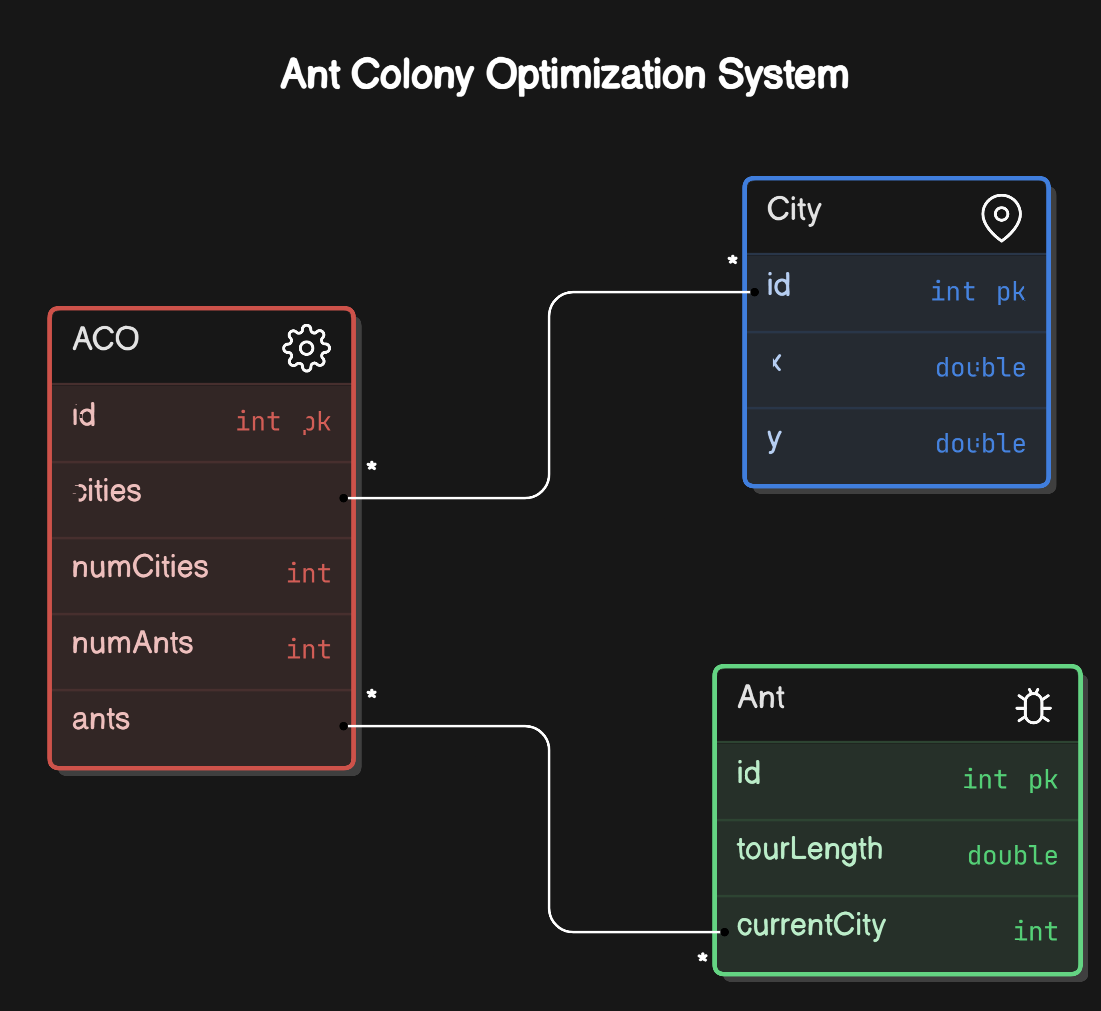 Ant Colony Optimization System
City
id int pk
x double
y double
*
ACO
id int pk
cities
*
numCities int
numAnts int
ants
*
Ant
id int pk
tourLength double
currentCity int
*